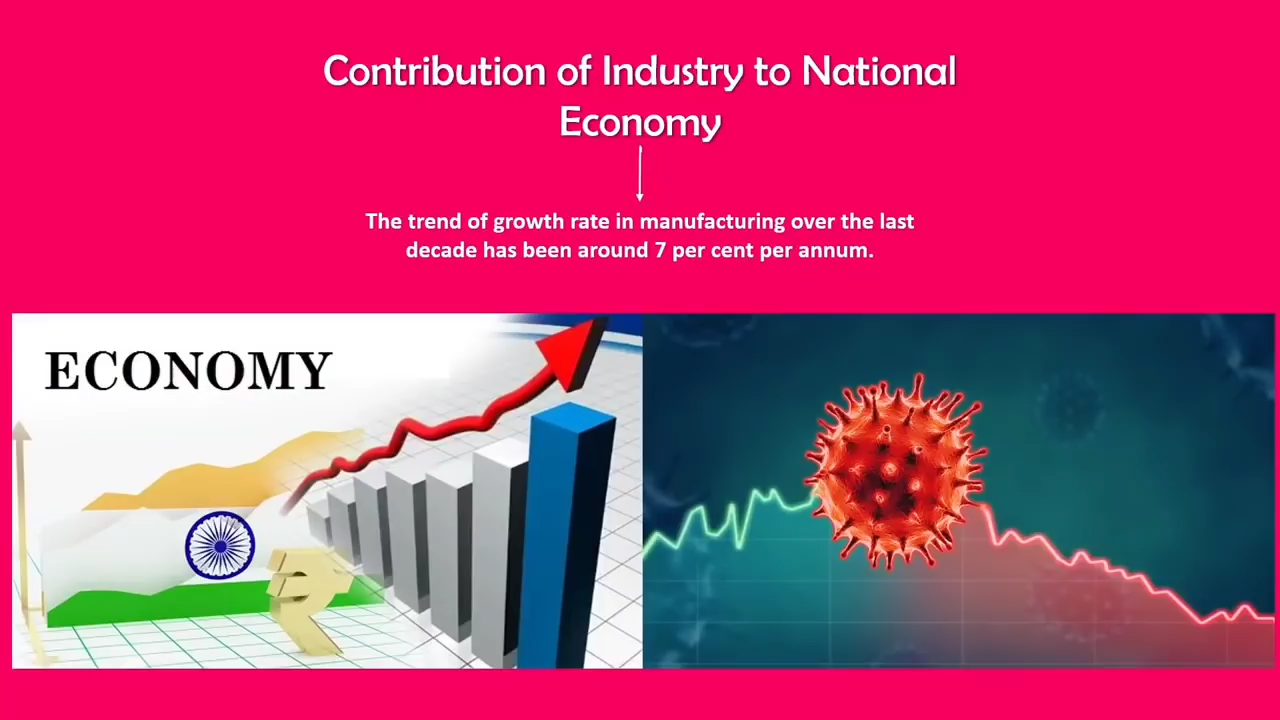 Contribution of Industry to National
Economy
The trend of growth rate in manufacturing over the last
decade has been around 7 per cent per annum.
ECONOMY